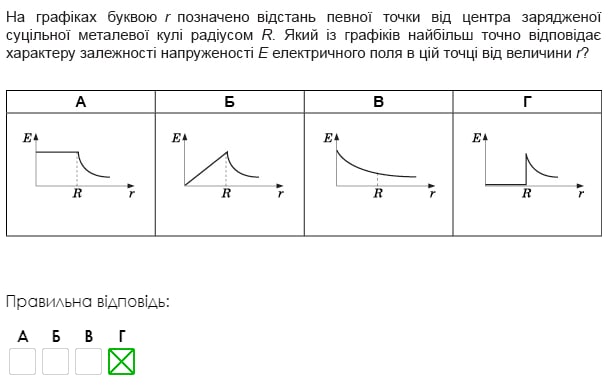 На графіках буквою r позначено відстань певної точки від центра зарядженої
суцільної металевої кулі радіусом R. Який із графіків найбільш точно відповідає
характеру залежності напруженості E електричного поля в цій точці від величини r?
А Б В Г
E E E E
R r R r R r R r
Правильна відповідь:
А Б В Г